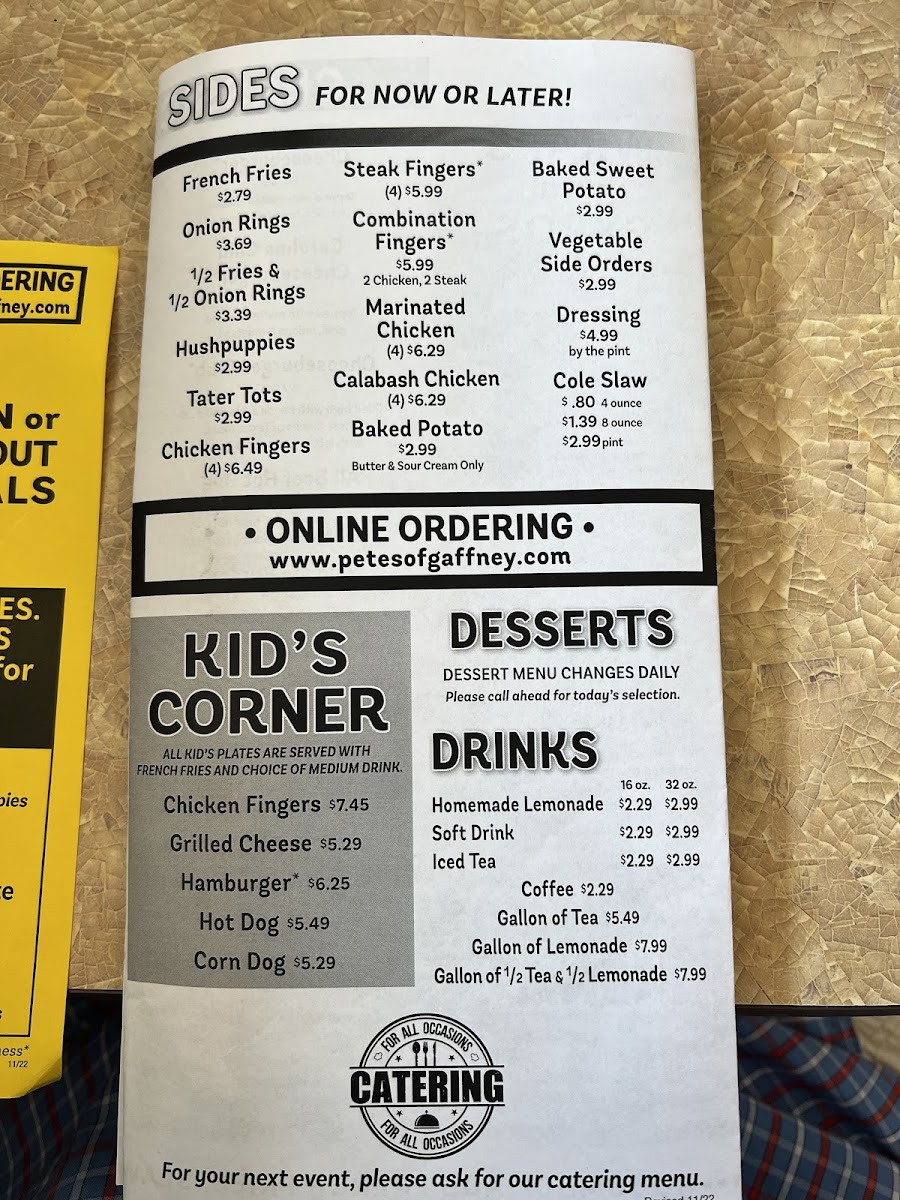 SIDES FOR NOW OR LATER!
French Fries
$2.79
Onion Rings
$3.69
1/2 Fries &
1/2 Onion Rings
$3.39
Hushpuppies
$2.99
Tater Tots
$2.99
Chicken Fingers
(4) $6.49
Steak Fingers*
(4) $5.99
Combination
Fingers*
$5.99
2 Chicken, 2 Steak
Marinated
Chicken
(4) $6.29
Calabash Chicken
(4) $6.29
Baked Potato
$2.99
Butter & Sour Cream Only
Baked Sweet
Potato
$2.99
Vegetable
Side Orders
$2.99
Dressing
$4.99
by the pint
Cole Slaw
$ .80 4 ounce
$1.39 8 ounce
$2.99 pint
• ONLINE ORDERING •
www.petesofgaffney.com
KID'S
CORNER
ALL KID'S PLATES ARE SERVED WITH
FRENCH FRIES AND CHOICE OF MEDIUM DRINK.
Chicken Fingers $7.45
Grilled Cheese $5.29
Hamburger* $6.25
Hot Dog $5.49
Corn Dog $5.29
DESSERTS
DESSERT MENU CHANGES DAILY
Please call ahead for today's selection.
DRINKS
16 oz. 32 oz.
Homemade Lemonade $2.29 $2.99
Soft Drink $2.29 $2.99
Iced Tea $2.29 $2.99
Coffee $2.29
Gallon of Tea $5.49
Gallon of Lemonade $7.99
Gallon of 1/2 Tea & 1/2 Lemonade $7.99
FOR ALL OCCASIONS
CATERING
FOR ALL OCCASIONS
For your next event, please ask for our catering menu.
Revised 11/22
DERING
fney.com
N or
OUT
ALS
ES.
S
for
pies
te
s
ness*
11/22